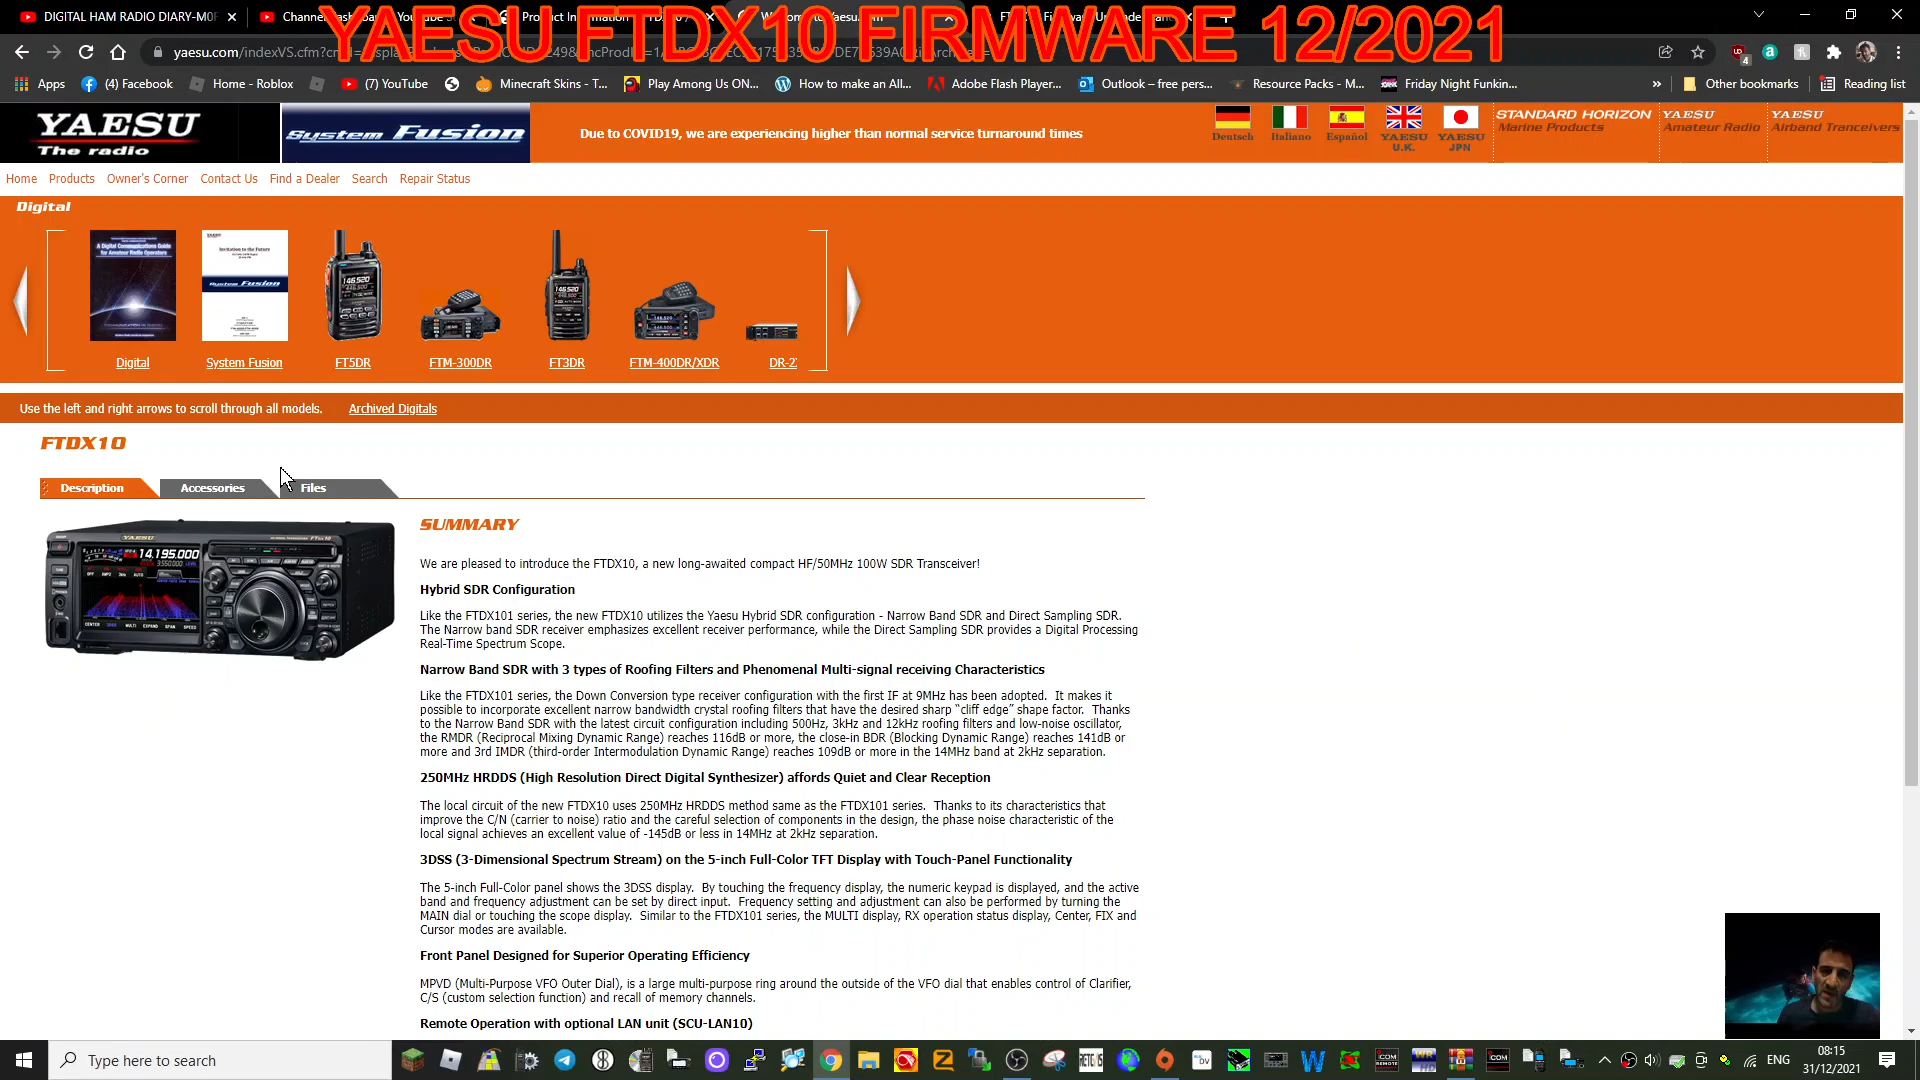 DIGITAL HAM RADIO DIARY-M0F
YAESU FTDX10 FIRMWARE 12/2021
Apps
(4) Facebook
Home - Roblox
(7) YouTube
Minecraft Skins - T...
Play Among Us ON...
How to make an All...
Adobe Flash Player...
Outlook – free pers...
Resource Packs - M...
Friday Night Funkin...
»
Other bookmarks
Reading list
YAESU
The radio
System Fusion
Due to COVID19, we are experiencing higher than normal service turnaround times
Deutsch
Italiano
Español
YAESU
U.K.
YAESU
JPN
STANDARD HORIZON
Marine Products
YAESU
Amateur Radio
YAESU
Airband Tranceivers
Home
Products
Owner's Corner
Contact Us
Find a Dealer
Search
Repair Status
Digital
A Digital Communications Guide
for Amateur Radio Operators
Invitation to the Future
System Fusion
Digital
System Fusion
FT5DR
FTM-300DR
FT3DR
FTM-400DR/XDR
DR-2
Use the left and right arrows to scroll through all models.
Archived Digitals
FTDX10
Description
Accessories
Files
YAESU
14.195.000
SUMMARY
We are pleased to introduce the FTDX10, a new long-awaited compact HF/50MHz 100W SDR Transceiver!
Hybrid SDR Configuration
Like the FTDX101 series, the new FTDX10 utilizes the Yaesu Hybrid SDR configuration - Narrow Band SDR and Direct Sampling SDR.
The Narrow band SDR receiver emphasizes excellent receiver performance, while the Direct Sampling SDR provides a Digital Processing
Real-Time Spectrum Scope.
Narrow Band SDR with 3 types of Roofing Filters and Phenomenal Multi-signal receiving Characteristics
Like the FTDX101 series, the Down Conversion type receiver configuration with the first IF at 9MHz has been adopted. It makes it
possible to incorporate excellent narrow bandwidth crystal roofing filters that have the desired sharp “cliff edge” shape factor. Thanks
to the Narrow Band SDR with the latest circuit configuration including 500Hz, 3kHz and 12kHz roofing filters and low-noise oscillator,
the RMDR (Reciprocal Mixing Dynamic Range) reaches 116dB or more, the close-in BDR (Blocking Dynamic Range) reaches 141dB or
more and 3rd IMDR (third-order Intermodulation Dynamic Range) reaches 109dB or more in the 14MHz band at 2kHz separation.
250MHz HRDDS (High Resolution Direct Digital Synthesizer) affords Quiet and Clear Reception
The local circuit of the new FTDX10 uses 250MHz HRDDS method same as the FTDX101 series. Thanks to its characteristics that
improve the C/N (carrier to noise) ratio and the careful selection of components in the design, the phase noise characteristic of the
local signal achieves an excellent value of -145dB or less in 14MHz at 2kHz separation.
3DSS (3-Dimensional Spectrum Stream) on the 5-inch Full-Color TFT Display with Touch-Panel Functionality
The 5-inch Full-Color panel shows the 3DSS display. By touching the frequency display, the numeric keypad is displayed, and the active
band and frequency adjustment can be set by direct input. Frequency setting and adjustment can also be performed by turning the
MAIN dial or touching the scope display. Similar to the FTDX101 series, the MULTI display, RX operation status display, Center, FIX and
Cursor modes are available.
Front Panel Designed for Superior Operating Efficiency
MPVD (Multi-Purpose VFO Outer Dial), is a large multi-purpose ring around the outside of the VFO dial that enables control of Clarifier,
C/S (custom selection function) and recall of memory channels.
Remote Operation with optional LAN unit (SCU-LAN10)
Type here to search
ENG
08:15
31/12/2021